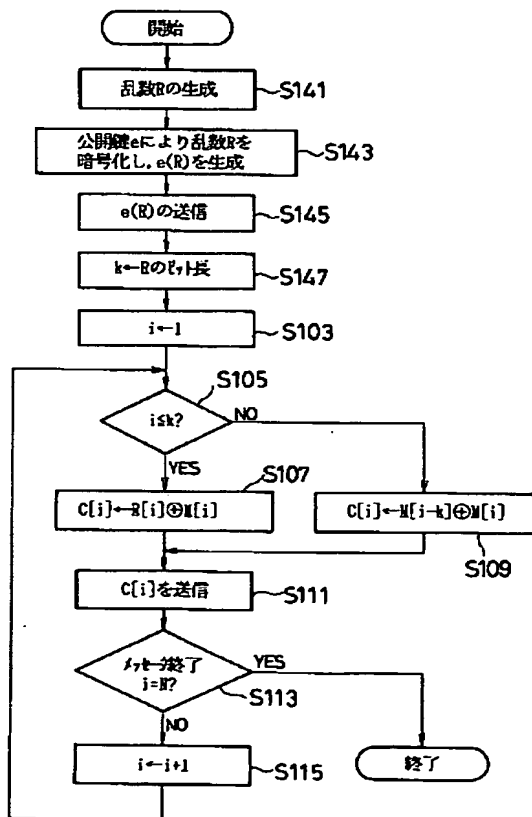 開始
乱数Rの生成
S141
公開鍵eにより乱数Rを
暗号化し,e(R)を生成
S143
e(R)の送信
S145
k←Rのビット長
S147
i←1
S103
S105
i≤k?
NO
YES
S107
C[i]←R[i]⊕M[i]
C[i]←M[i-k]⊕M[i]
S109
C[i]を送信
S111
メッセージ終了
i=N?
YES
S113
NO
i←i+1
S115
終了